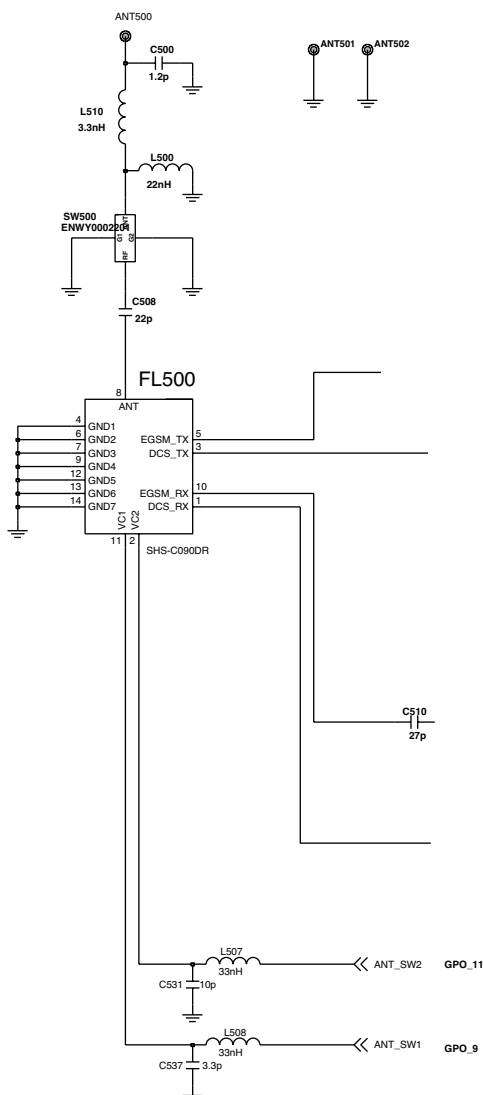 ANT500
C500
1.2p
ANT501
ANT502
L510
3.3nH
L500
22nH
SW500
ENWY0002201
ANT
G1
G2
RF
C508
22p
FL500
8
ANT
4
GND1
6
GND2
EGSM_TX
5
7
GND3
DCS_TX
3
9
GND4
12
GND5
13
GND6
EGSM_RX
10
14
GND7
DCS_RX
1
VC1
VC2
11
2
SHS-C090DR
C510
27p
L507
33nH
ANT_SW2
GPO_11
C531
10p
L508
33nH
ANT_SW1
GPO_9
C537
3.3p